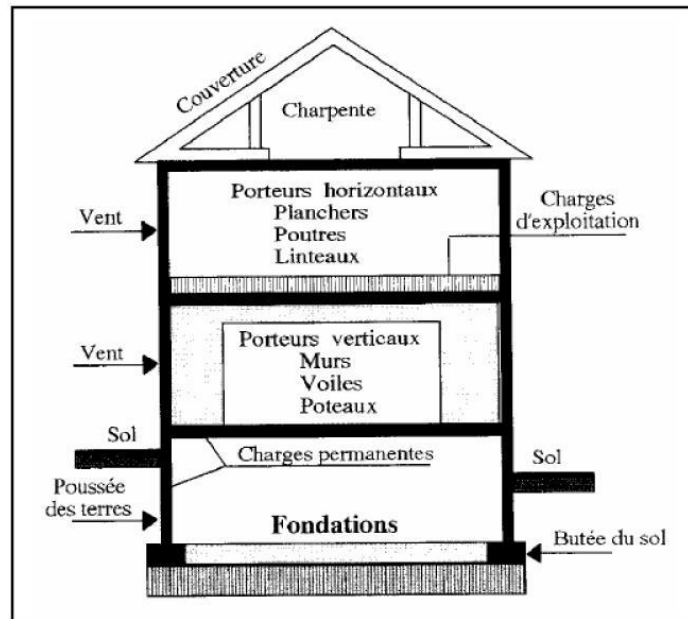 Couverture
Charpente
Porteurs horizontaux
Planchers
Poutres
Linteaux
Vent
Charges
d'exploitation
Vent
Porteurs verticaux
Murs
Voiles
Poteaux
Sol
Charges permanentes
Sol
Poussée
des terres
Fondations
Butée du sol